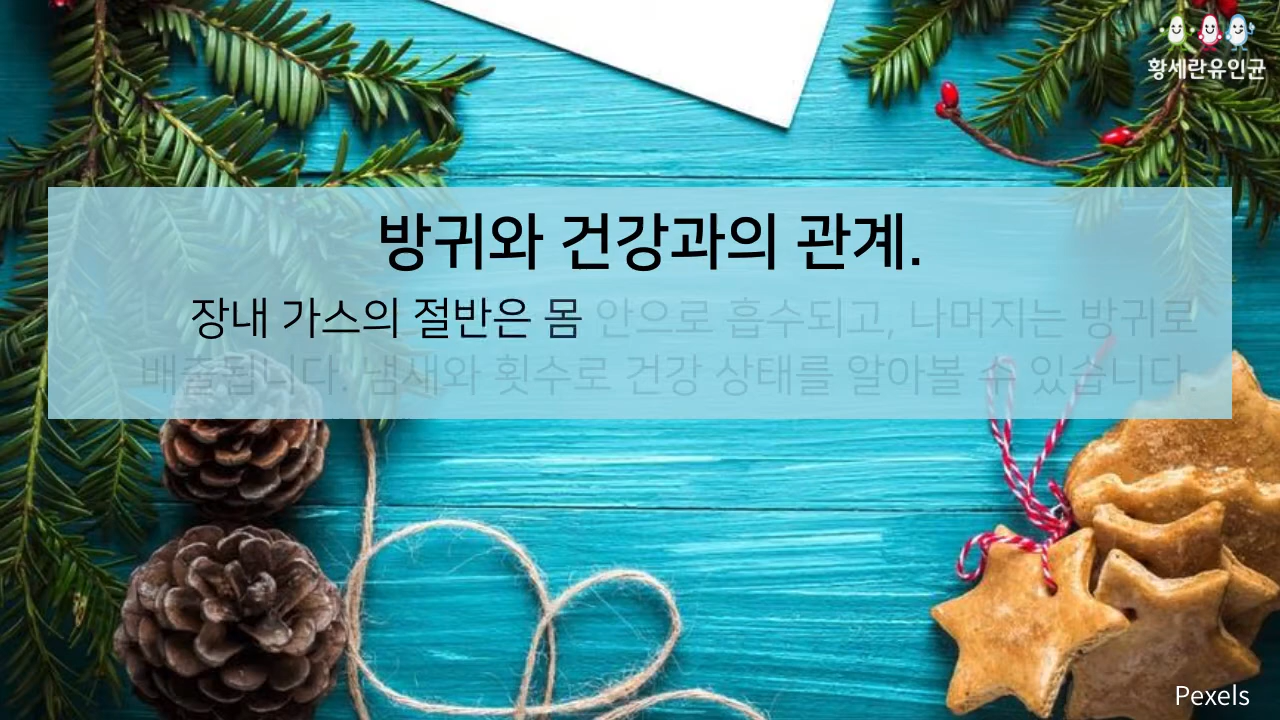 황세란유인균
방귀와 건강과의 관계.
장내 가스의 절반은 몸 안으로 흡수되고, 나머지는 방귀로
배출됩니다. 냄새와 횟수로 건강 상태를 알아볼 수 있습니다.
Pexels